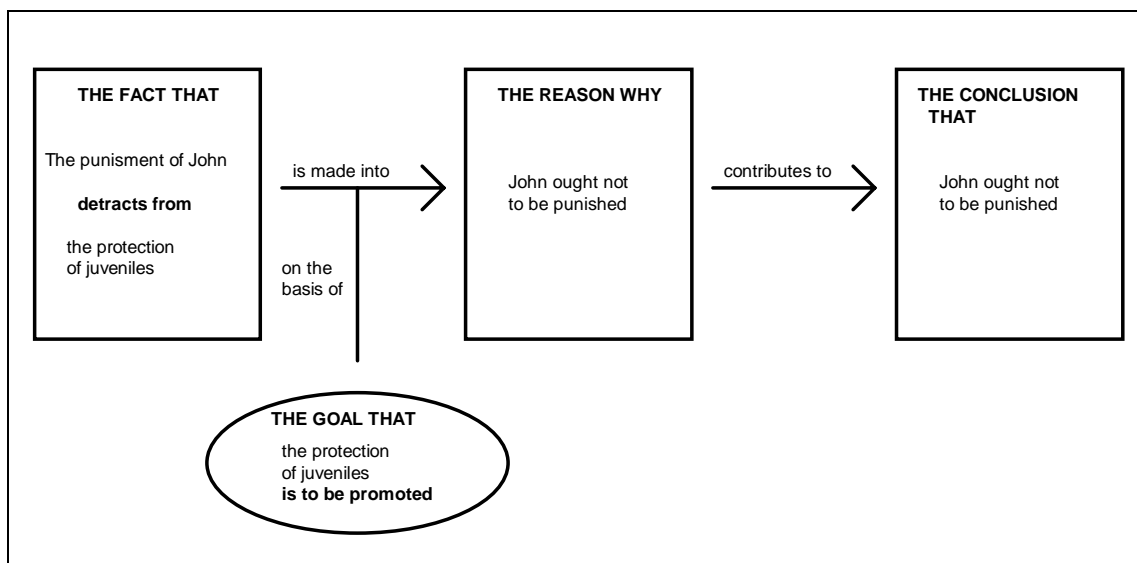 THE FACT THAT
The punisment of John
detracts from
the protection
of juveniles
is made into
on the
basis of
THE GOAL THAT
the protection
of juveniles
is to be promoted
THE REASON WHY
John ought not
to be punished
contributes to
THE CONCLUSION
THAT
John ought not
to be punished